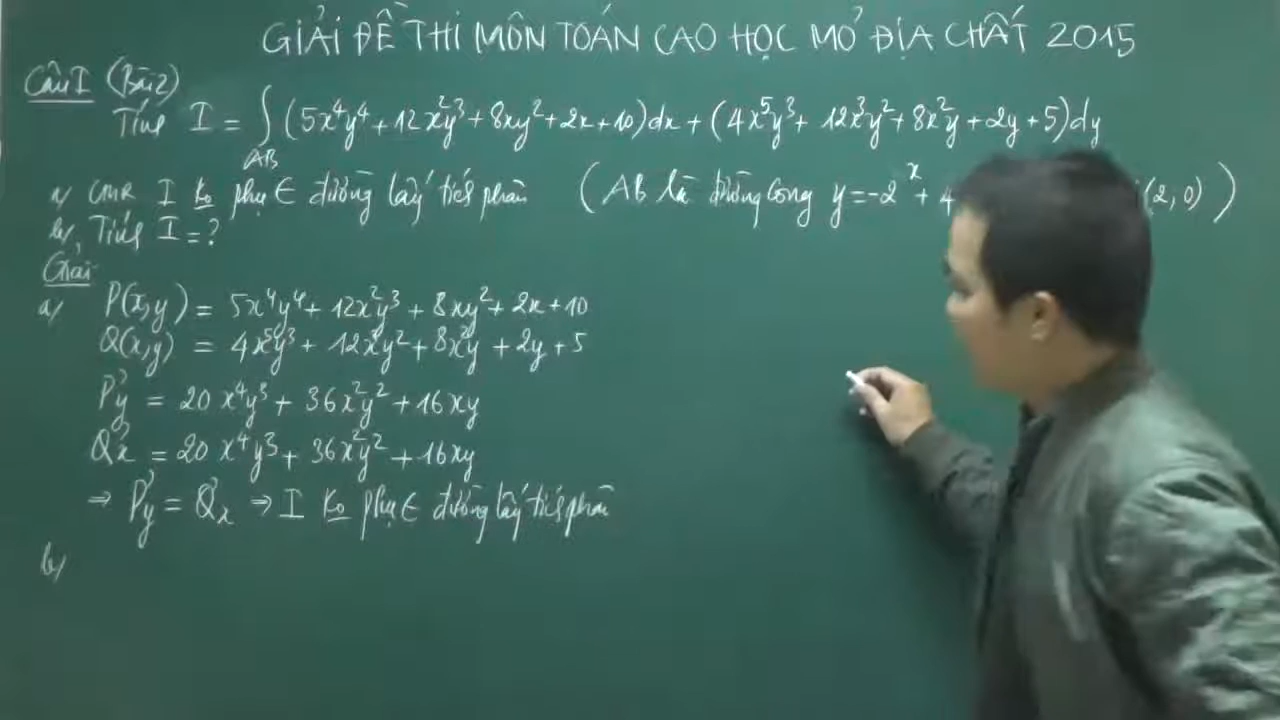 GIẢI ĐỀ THI MÔN TOÁN CAO HỌC MỎ ĐỊA CHẤT 2015
Câu I (Bài 2)
Tính I = ∫_{AB} (5x⁴y⁴ + 12x²y³ + 8xy² + 2x + 10)dx + (4x⁵y³ + 12x³y² + 8x²y + 2y + 5)dy
a/ CMR I ko phụ ∈ đường lấy tích phân (AB là đường cong y = -2ˣ + 4 (2, 0))
b/, Tính I = ?
Giải
a/ P(x,y) = 5x⁴y⁴ + 12x²y³ + 8xy² + 2x + 10
Q(x,y) = 4x⁵y³ + 12x³y² + 8x²y + 2y + 5
P'y = 20x⁴y³ + 36x²y² + 16xy
Q'x = 20x⁴y³ + 36x²y² + 16xy
⇒ P'y = Q'x ⇒ I ko phụ ∈ đường lấy tích phân
b/